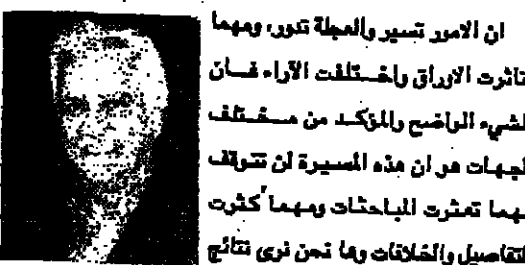 ان الامور تسير والعجلة تدور، ومهما
تناثرت الاوراق واختلفت الآراء فان
الشيء الواضح والمؤكد من مختلف
الجهات هو ان هذه المسيرة لن تتوقف
مهما تعثرت المباحثات ومهما كثرت
التفاصيل والخلافات وها نحن نرى نتائج